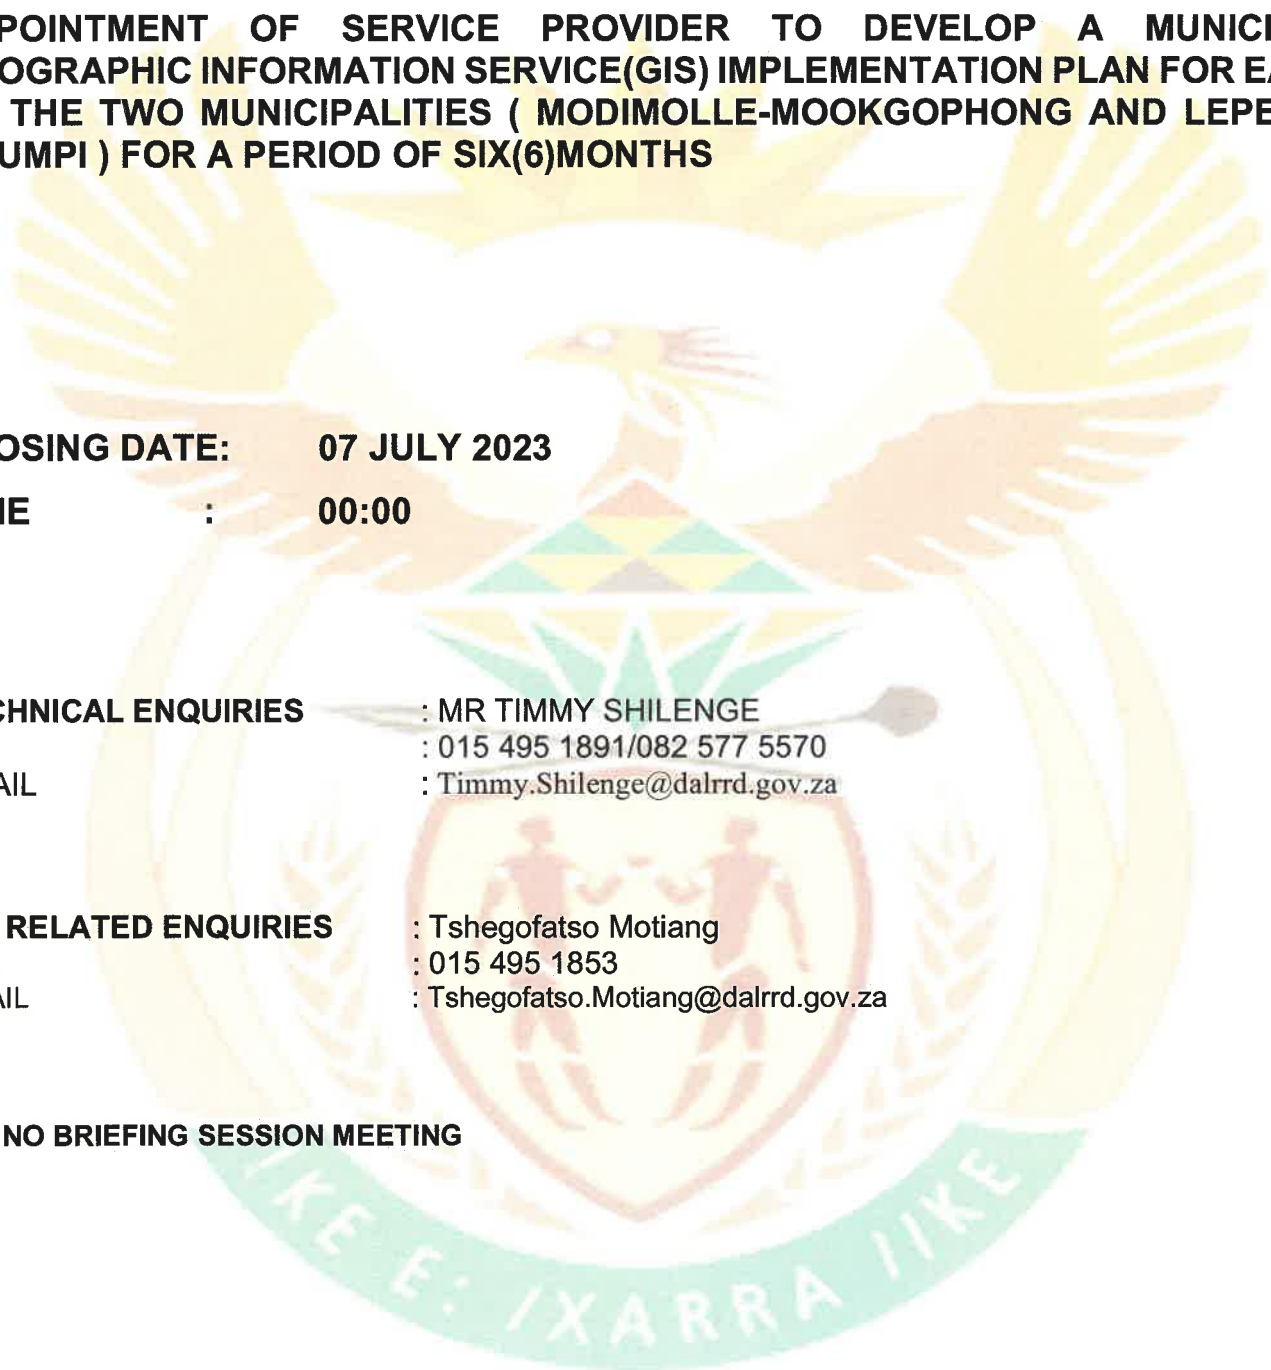 POINTMENT OF SERVICE PROVIDER TO DEVELOP A MUNICI
OGRAPHIC INFORMATION SERVICE(GIS) IMPLEMENTATION PLAN FOR EA
THE TWO MUNICIPALITIES ( MODIMOLLE-MOOKGOPHONG AND LEPE
UMPI ) FOR A PERIOD OF SIX(6)MONTHS
OSING DATE: 07 JULY 2023
ME : 00:00
CHNICAL ENQUIRIES : MR TIMMY SHILENGE
: 015 495 1891/082 577 5570
AIL : Timmy.Shilenge@dalrrd.gov.za
RELATED ENQUIRIES : Tshegofatso Motiang
: 015 495 1853
AIL : Tshegofatso.Motiang@dalrrd.gov.za
NO BRIEFING SESSION MEETING
!KE E: /XARRA //KE